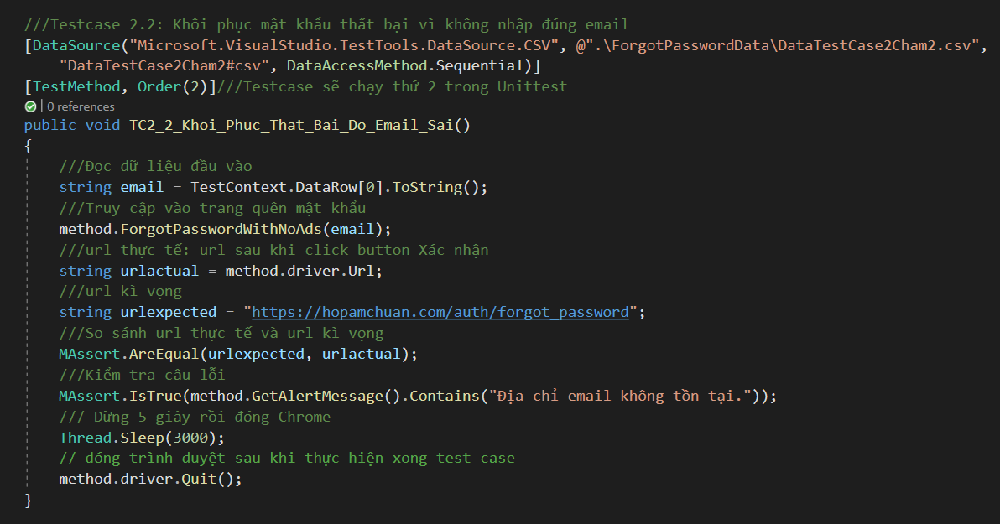 ///Testcase 2.2: Khôi phục mật khẩu thất bại vì không nhập đúng email
[DataSource("Microsoft.VisualStudio.TestTools.DataSource.CSV", @".\ForgotPasswordData\DataTestCase2Cham2.csv",
"DataTestCase2Cham2#csv", DataAccessMethod.Sequential)]
[TestMethod, Order(2)]///Testcase sẽ chạy thứ 2 trong Unittest
0 references
public void TC2_2_Khoi_Phuc_That_Bai_Do_Email_Sai()
{
///Đọc dữ liệu đầu vào
string email = TestContext.DataRow[0].ToString();
///Truy cập vào trang quên mật khẩu
method.ForgotPasswordWithNoAds(email);
///url thực tế: url sau khi click button Xác nhận
string urlactual = method.driver.Url;
///url kì vọng
string urlexpected = "https://hopamchuan.com/auth/forgot_password";
///So sánh url thực tế và url kì vọng
MAssert.AreEqual(urlexpected, urlactual);
///Kiểm tra câu lỗi
MAssert.IsTrue(method.GetAlertMessage().Contains("Địa chỉ email không tồn tại."));
/// Dừng 5 giây rồi đóng Chrome
Thread.Sleep(3000);
// đóng trình duyệt sau khi thực hiện xong test case
method.driver.Quit();
}